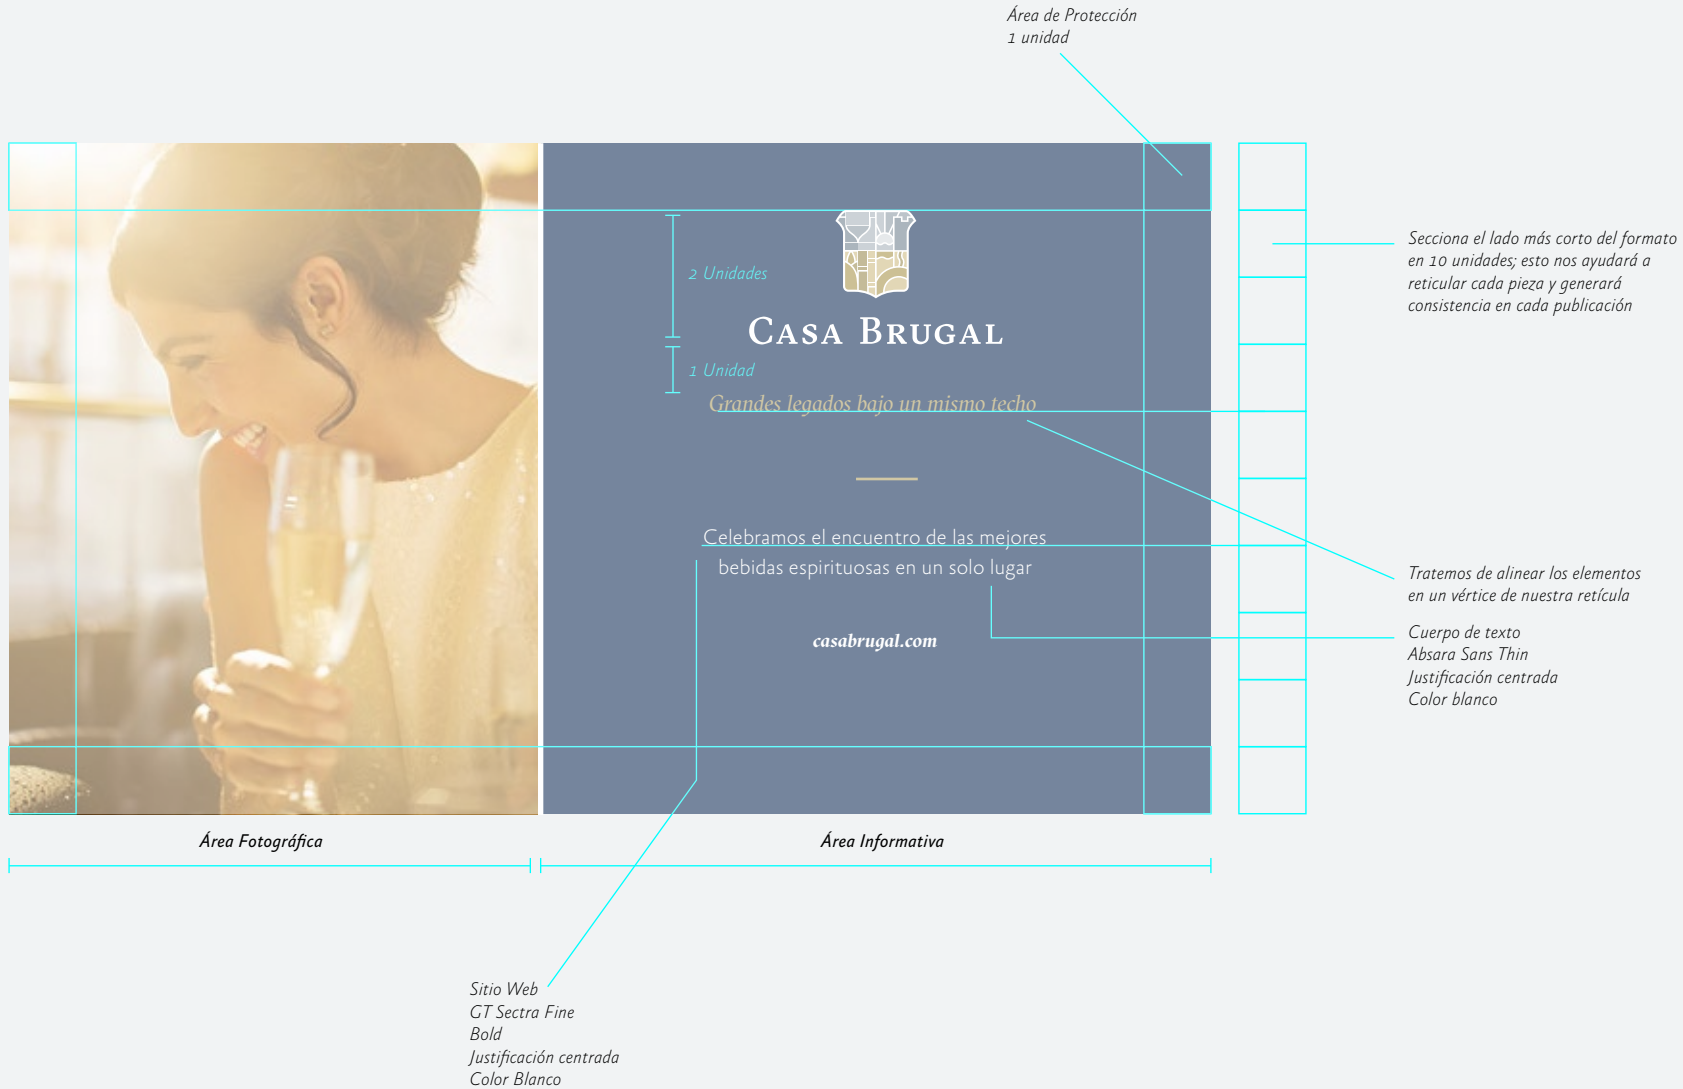 Área de Protección
1 unidad
Secciona el lado más corto del formato
en 10 unidades; esto nos ayudará a
reticular cada pieza y generará
consistencia en cada publicación
2 Unidades
Casa Brugal
1 Unidad
Grandes legados bajo un mismo techo
Celebramos el encuentro de las mejores
bebidas espirituosas en un solo lugar
casabrugal.com
Tratemos de alinear los elementos
en un vértice de nuestra retícula
Cuerpo de texto
Absara Sans Thin
Justificación centrada
Color blanco
Área Fotográfica
Área Informativa
Sitio Web
GT Sectra Fine
Bold
Justificación centrada
Color Blanco